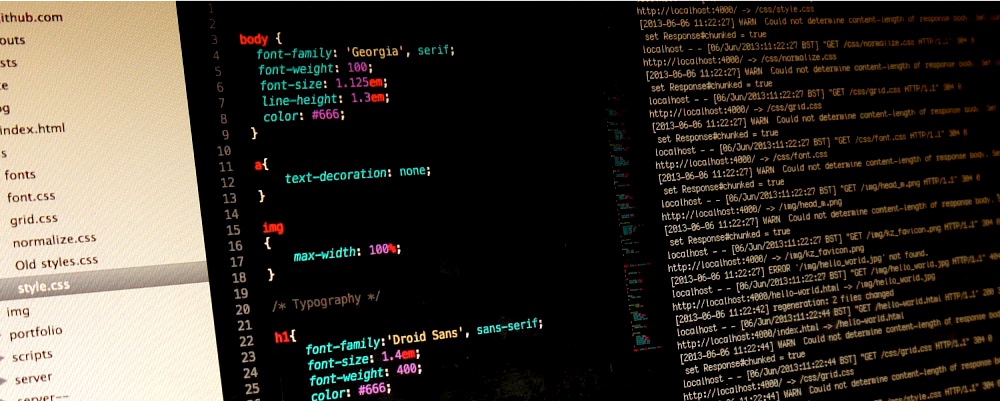 ithub.com
outs
sts
te
og
index.html
s
fonts
font.css
grid.css
normalize.css
Old styles.css
style.css
img
portfolio
scripts
server
server--
1
2
3 body {
4 font-family: 'Georgia', serif;
5 font-weight: 100;
6 font-size: 1.125em;
7 line-height: 1.3em;
8 color: #666;
9 }
10
11 a{
12 text-decoration: none;
13 }
14
15 img
16 {
17 max-width: 100%;
18 }
19
20 /* Typography */
21
22 h1{
23 font-family:'Droid Sans', sans-serif;
24 font-size: 1.4em;
25 font-weight: 400;
color: #666;
http://localhost:4000/ -> /css/style.css
[2013-06-06 11:22:27] WARN Could not determine content-length of response body.
set Response#chunked = true
localhost - - [06/Jun/2013:11:22:27 BST] "GET /css/normalize.css HTTP/1.1" 304 0
http://localhost:4000/ -> /css/normalize.css
[2013-06-06 11:22:27] WARN Could not determine content-length of response body.
set Response#chunked = true
localhost - - [06/Jun/2013:11:22:27 BST] "GET /css/grid.css HTTP/1.1" 304 0
http://localhost:4000/ -> /css/grid.css
[2013-06-06 11:22:27] WARN Could not determine content-length of response body.
set Response#chunked = true
localhost - - [06/Jun/2013:11:22:27 BST] "GET /css/font.css HTTP/1.1" 304 0
http://localhost:4000/ -> /css/font.css
[2013-06-06 11:22:27] WARN Could not determine content-length of response body. Set
set Response#chunked = true
localhost - - [06/Jun/2013:11:22:27 BST] "GET /img/head_m.png HTTP/1.1" 304 0
http://localhost:4000/ -> /img/head_m.png
[2013-06-06 11:22:27] WARN Could not determine content-length of response body.
set Response#chunked = true
localhost - - [06/Jun/2013:11:22:27 BST] "GET /img/kz_favicon.png HTTP/1.1" 304 0
http://localhost:4000/ -> /img/kz_favicon.png
[2013-06-06 11:22:27] ERROR '/img/hello_world.jpg' not found.
localhost - - [06/Jun/2013:11:22:27 BST] "GET /img/hello_world.jpg HTTP/1.1" 404
http://localhost:4000/hello-world.html -> /img/hello_world.jpg
[2013-06-06 11:22:42] regeneration: 2 files changed
localhost - - [06/Jun/2013:11:22:44 BST] "GET /hello-world.html HTTP/1.1" 200
http://localhost:4000/index.html -> /hello-world.html
[2013-06-06 11:22:44] WARN Could not determine content-length of response body
set Response#chunked = true
localhost - - [06/Jun/2013:11:22:44 BST] "GET /css/grid.css HTTP/1.1" 304 0
http://localhost:4000/ -> /css/grid.css
[2013-06-06 11:22:44] WARN Could not determine content-length of response